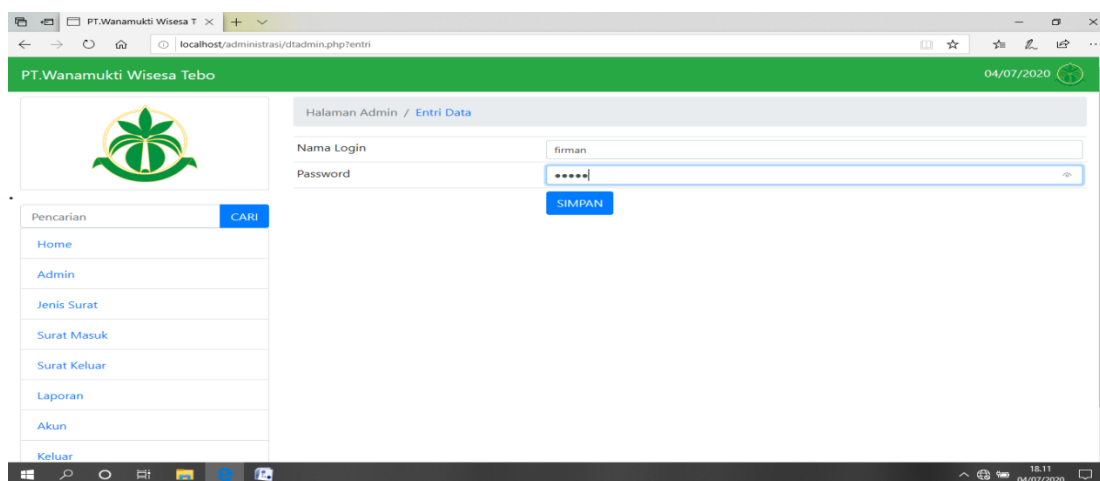 PT.Wanamukti Wisesa T
localhost/administrasi/dtadmin.php?entri
PT.Wanamukti Wisesa Tebo
04/07/2020
Halaman Admin / Entri Data
Nama Login
firman
Password
•••••
SIMPAN
Pencarian
CARI
Home
Admin
Jenis Surat
Surat Masuk
Surat Keluar
Laporan
Akun
Keluar
18.11
04/07/2020